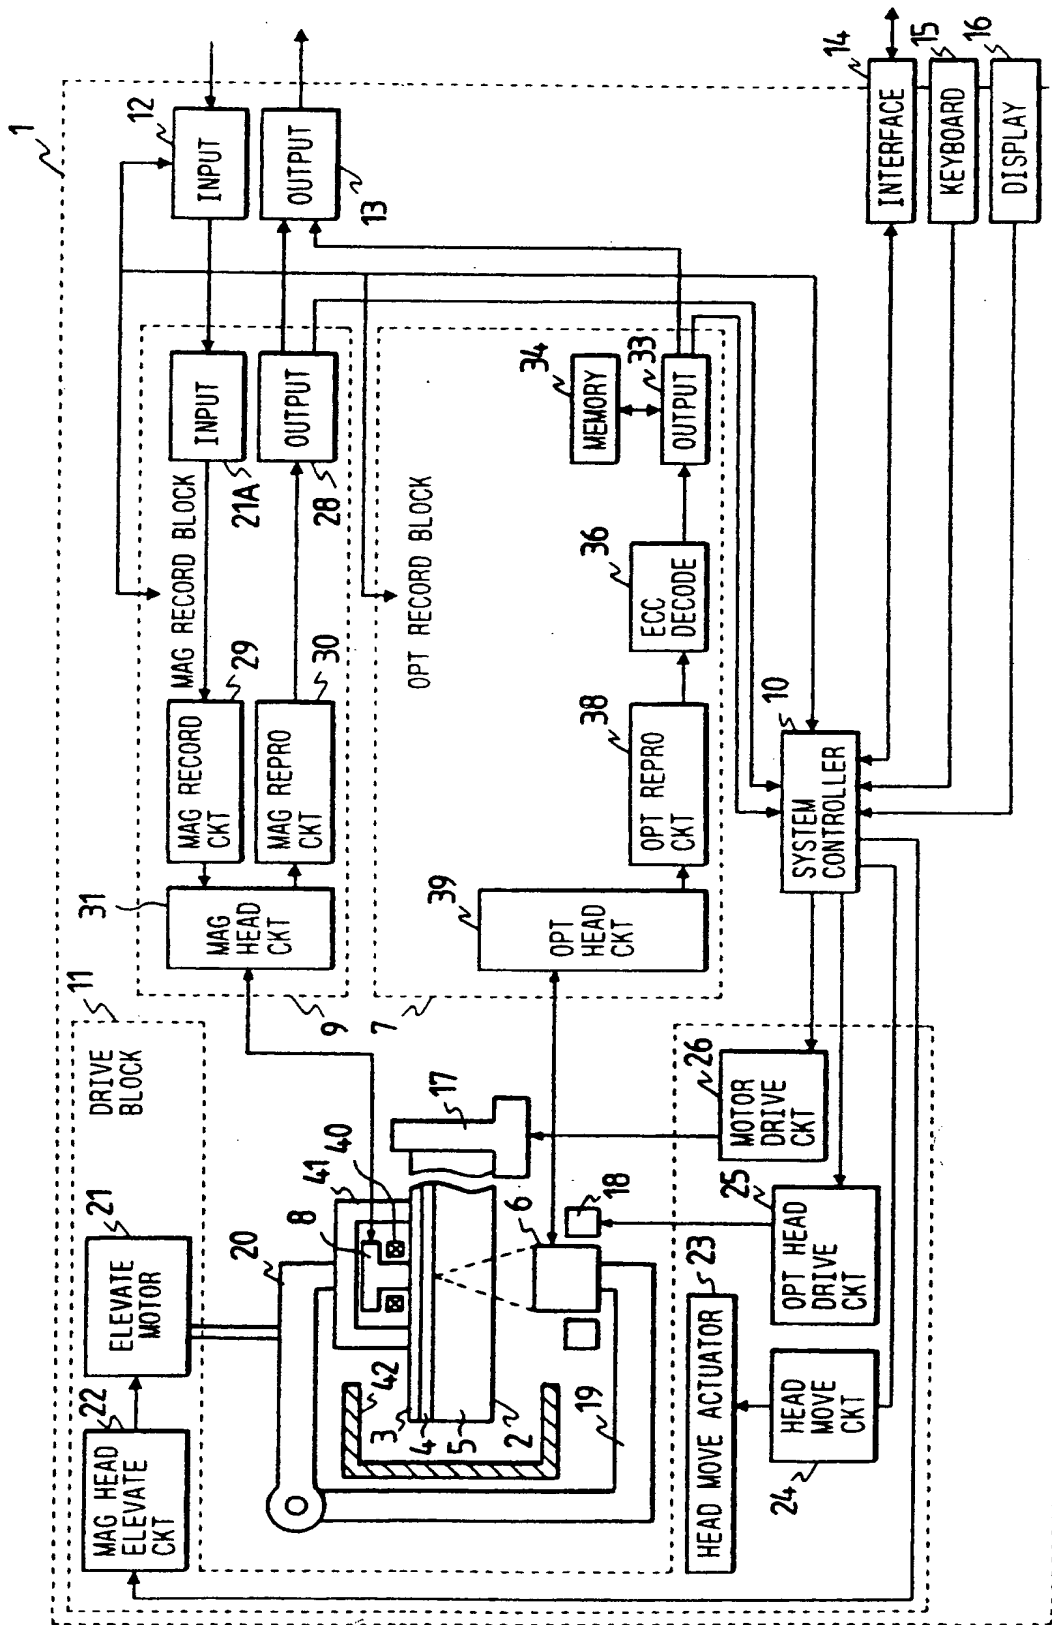 1
11
DRIVE
BLOCK
MAG HEAD
ELEVATE
CKT
22
ELEVATE
MOTOR
21
20
31
MAG
HEAD
CKT
MAG RECORD
CKT
29
MAG REPRO
CKT
30
MAG RECORD BLOCK
INPUT
21A
OUTPUT
28
9
INPUT
12
OUTPUT
13
OPT RECORD BLOCK
7
39
OPT
HEAD
CKT
38
OPT REPRO
CKT
36
ECC
DECODE
34
MEMORY
33
OUTPUT
42
3
4
5
2
8
41
40
17
6
18
19
HEAD MOVE ACTUATOR
23
HEAD
MOVE
CKT
24
25
OPT HEAD
DRIVE
CKT
26
MOTOR
DRIVE
CKT
10
SYSTEM
CONTROLLER
14
INTERFACE
15
KEYBOARD
16
DISPLAY